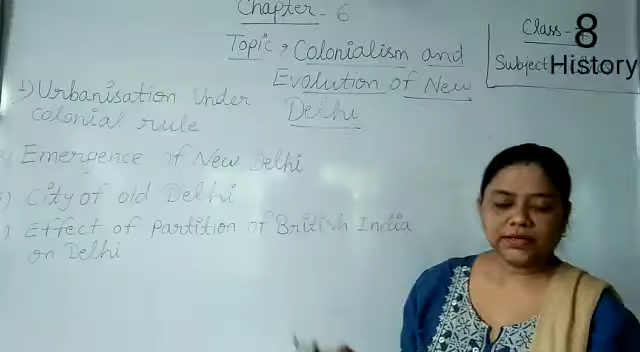 Chapter - 6
Class - 8
Topic : Colonialism and
Subject History
Evolution of New
Delhi
1) Urbanisation Under
colonial rule
Emergence of New Delhi
) City of old Delhi
) Effect of Partition of British India
on Delhi